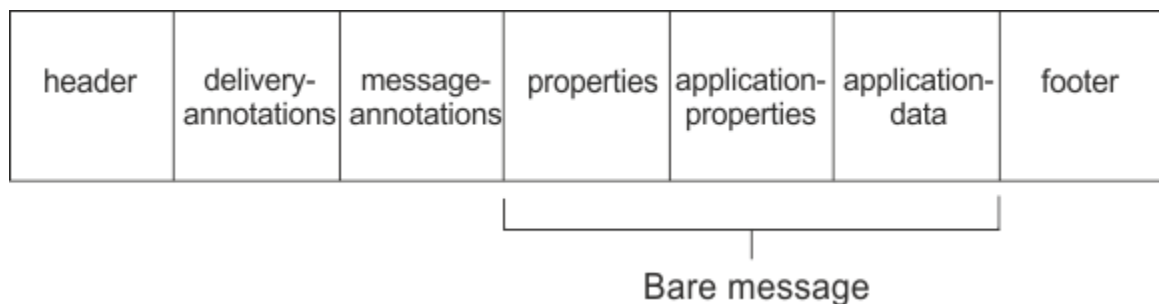 header
delivery-
annotations
message-
annotations
properties
application-
properties
application-
data
footer
Bare message